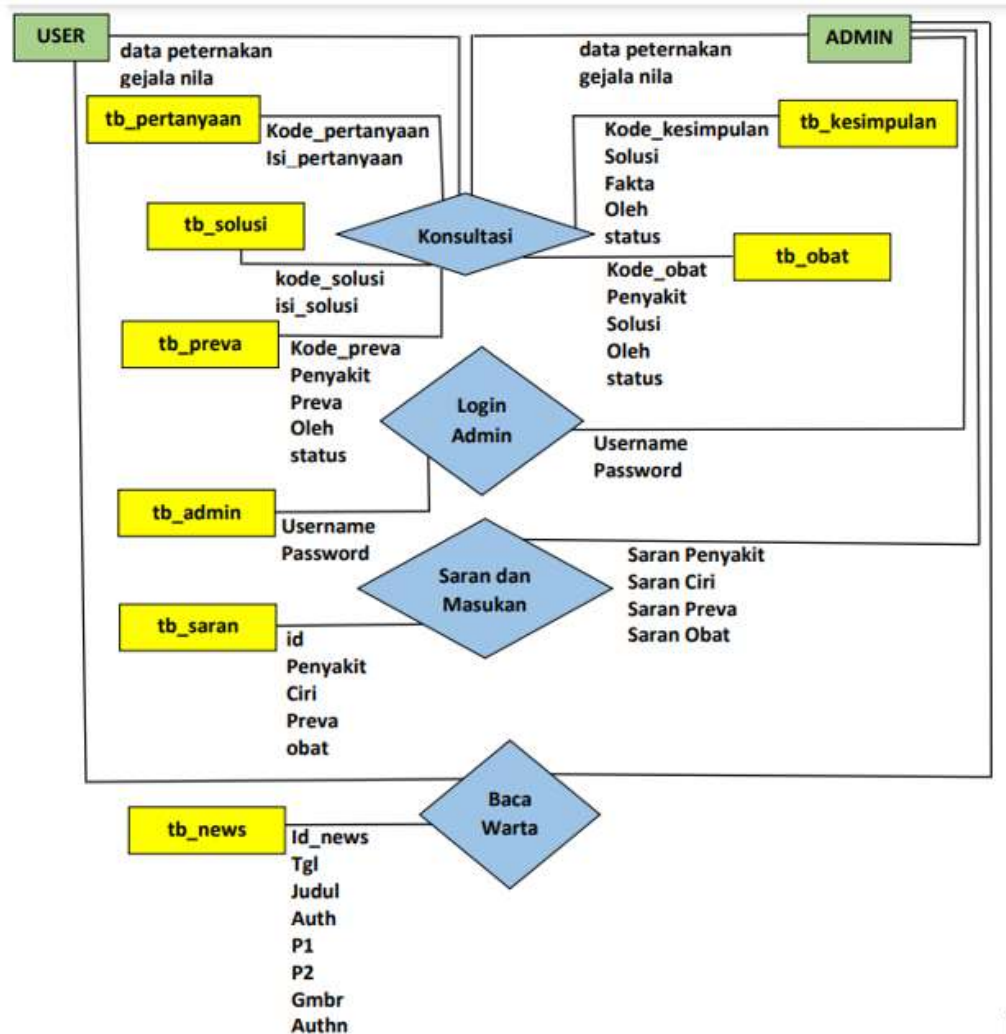 USER
data peternakan
gejala nila
ADMIN
data peternakan
gejala nila
tb_pertanyaan
Kode_pertanyaan
Isi_pertanyaan
tb_kesimpulan
Kode_kesimpulan
Solusi
Fakta
Oleh
status
tb_solusi
kode_solusi
isi_solusi
Konsultasi
tb_obat
Kode_obat
Penyakit
Solusi
Oleh
status
tb_preva
Kode_preva
Penyakit
Preva
Oleh
status
Login
Admin
Username
Password
tb_admin
Username
Password
Saran dan
Masukan
Saran Penyakit
Saran Ciri
Saran Preva
Saran Obat
tb_saran
id
Penyakit
Ciri
Preva
obat
Baca
Warta
tb_news
Id_news
Tgl
Judul
Auth
P1
P2
Gmbr
Authn